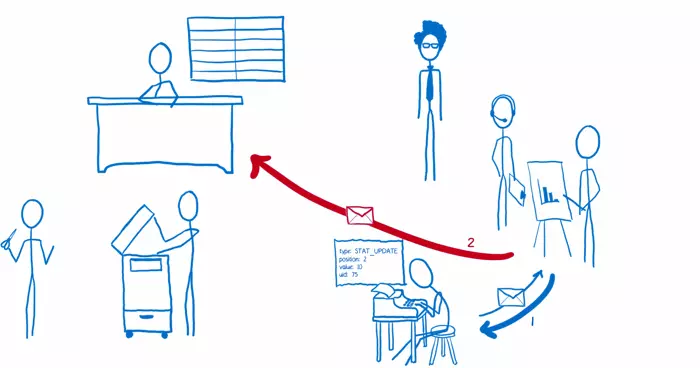 2
type: STAT_UPDATE
position: 2
value: 10
uid: 75
1